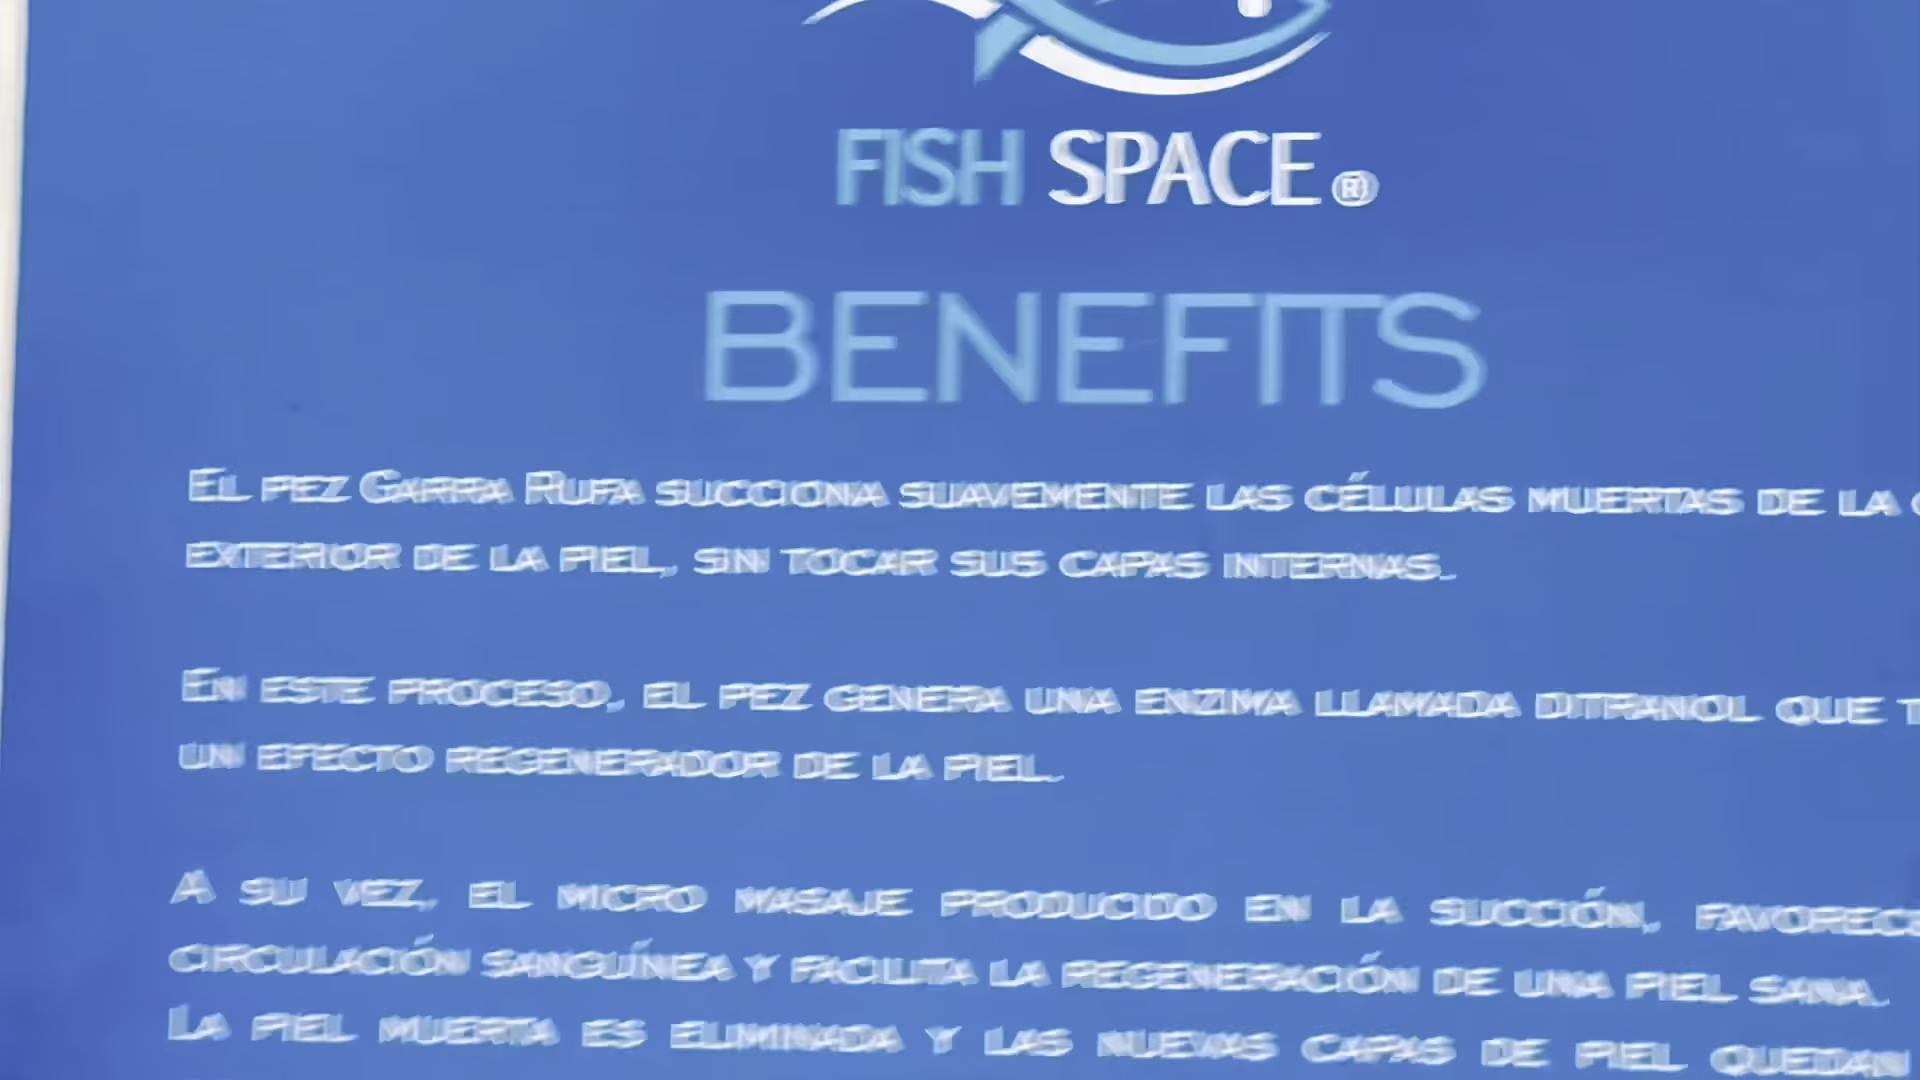 FISH SPACE®
BENEFITS
El pez Garra Rufa succiona suavemente las células muertas de la
exterior de la piel, sin tocar sus capas internas.
En este proceso, el pez genera una enzima llamada ditranol que
un efecto regenerador de la piel.
A su vez, el micro masaje producido en la succión, favorece
circulación sanguínea y facilita la regeneración de una piel sana.
La piel muerta es eliminada y las nuevas capas de piel quedan